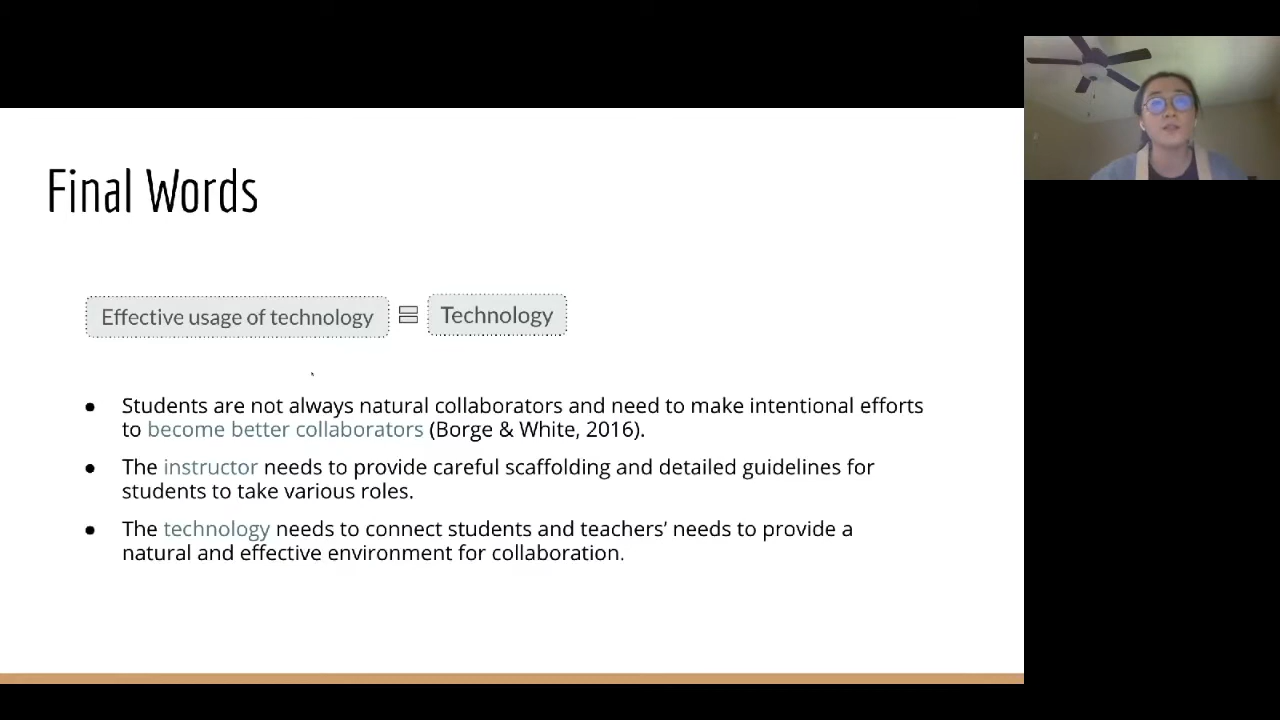 Final Words
Effective usage of technology = Technology
● Students are not always natural collaborators and need to make intentional efforts
to become better collaborators (Borge & White, 2016).
● The instructor needs to provide careful scaffolding and detailed guidelines for
students to take various roles.
● The technology needs to connect students and teachers’ needs to provide a
natural and effective environment for collaboration.